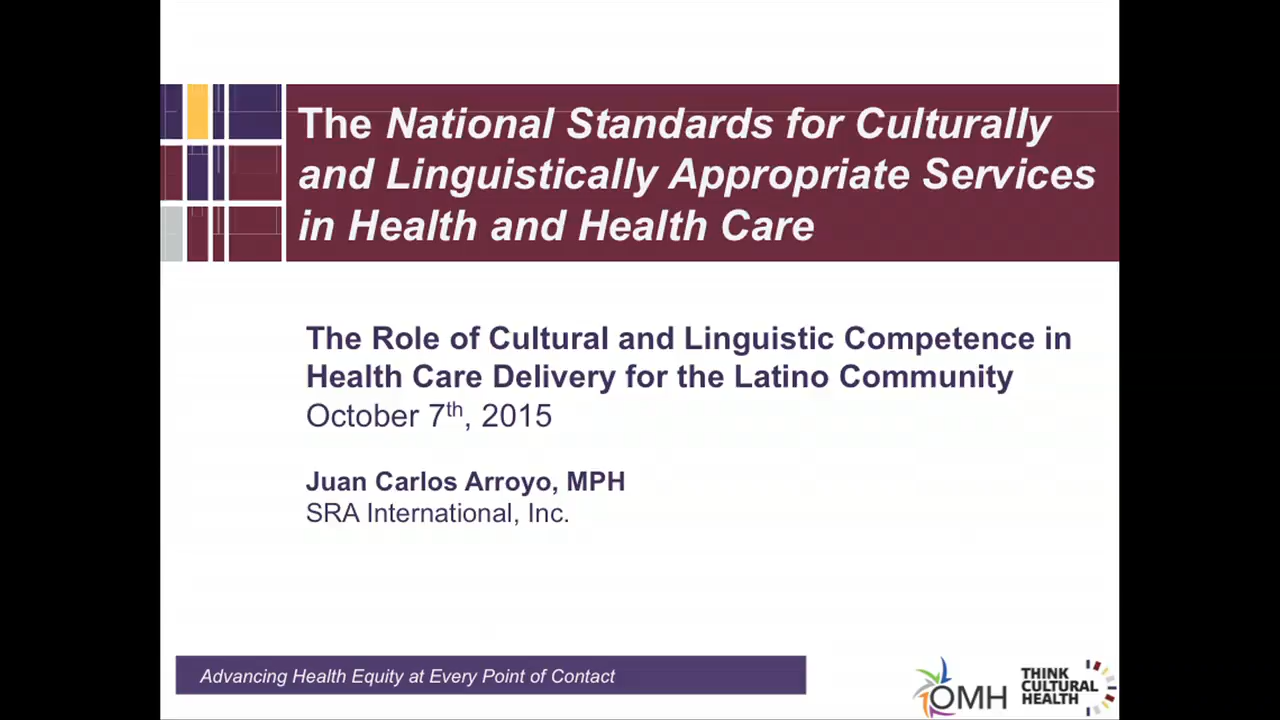 The National Standards for Culturally
and Linguistically Appropriate Services
in Health and Health Care
The Role of Cultural and Linguistic Competence in
Health Care Delivery for the Latino Community
October 7th, 2015
Juan Carlos Arroyo, MPH
SRA International, Inc.
Advancing Health Equity at Every Point of Contact
OMH
THINK
CULTURAL
HEALTH